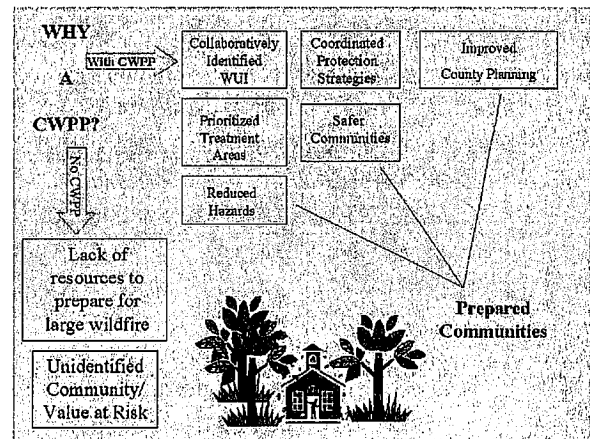 WHY
A
CWPP?
With CWPP
Collaboratively
Identified
WUI
Coordinated
Protection
Strategies
Improved
County Planning
Prioritized
Treatment
Areas
Safer
Communities
Reduced
Hazards
No CWPP
Lack of
resources to
prepare for
large wildfire
Unidentified
Community/
Value at Risk
Prepared
Communities